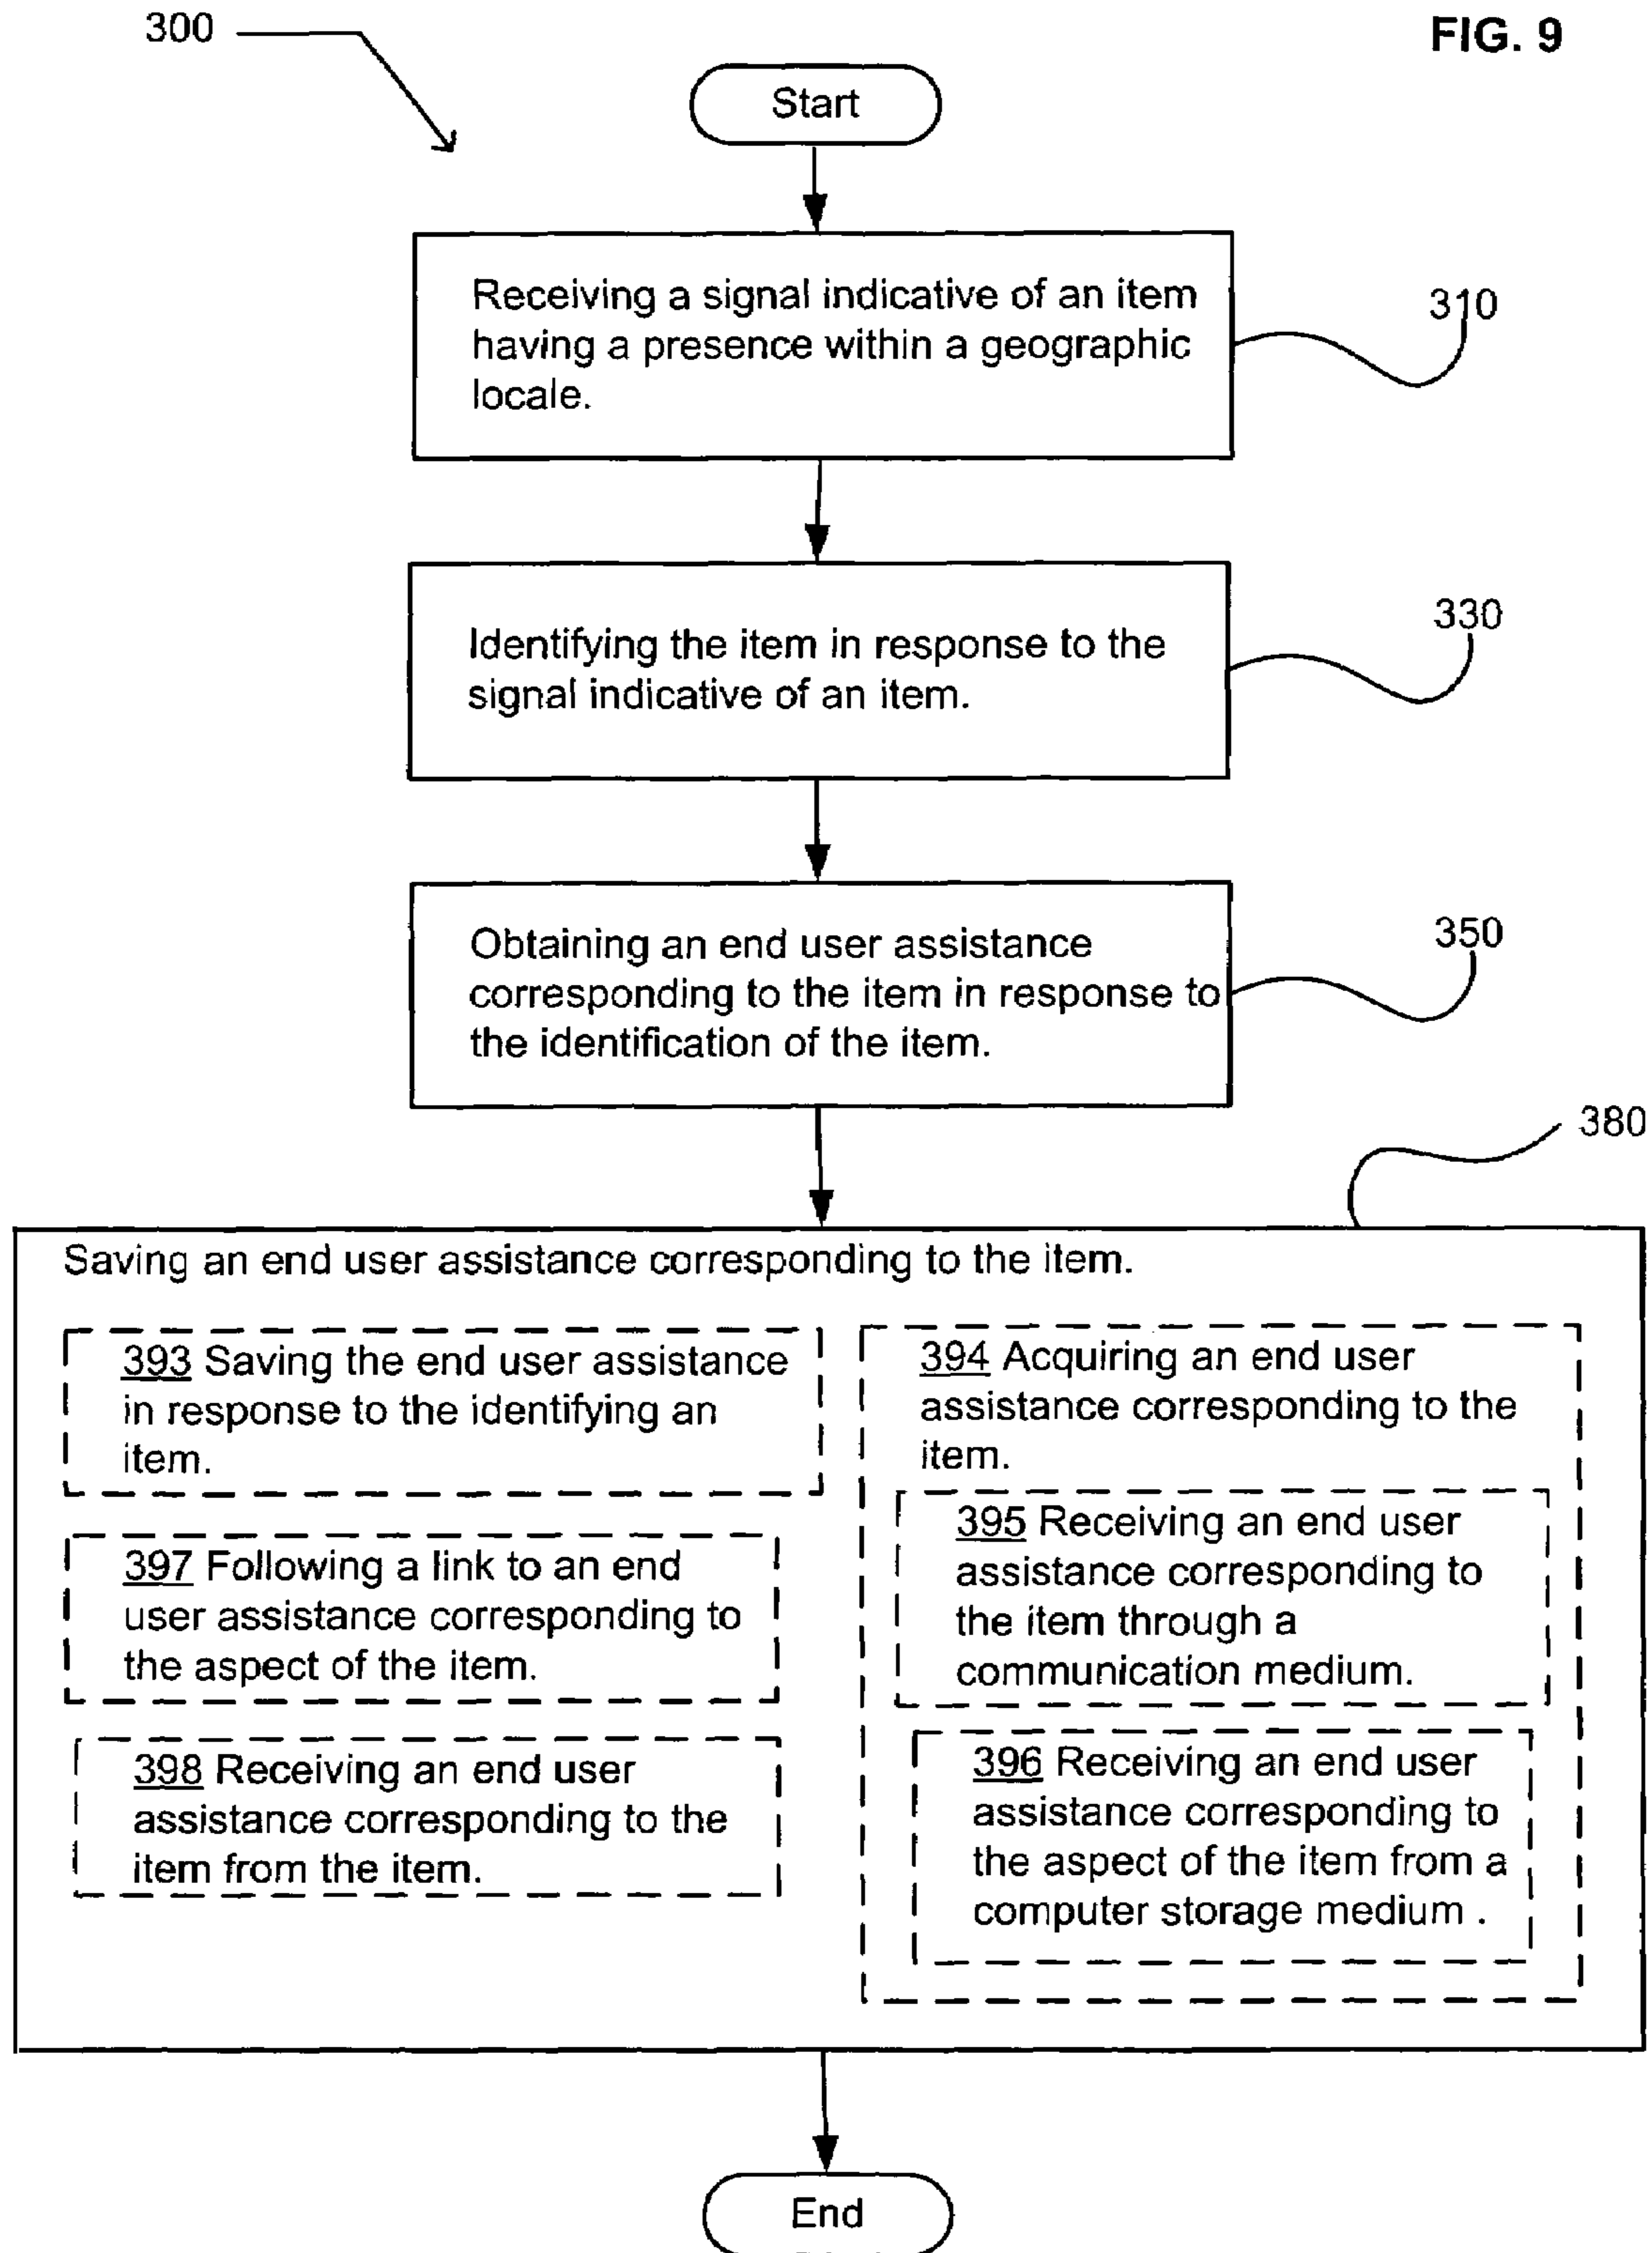 300
FIG. 9
Start
Receiving a signal indicative of an item
having a presence within a geographic
locale.
310
Identifying the item in response to the
signal indicative of an item.
330
Obtaining an end user assistance
corresponding to the item in response to
the identification of the item.
350
380
Saving an end user assistance corresponding to the item.
393 Saving the end user assistance
in response to the identifying an
item.
397 Following a link to an end
user assistance corresponding to
the aspect of the item.
398 Receiving an end user
assistance corresponding to the
item from the item.
394 Acquiring an end user
assistance corresponding to the
item.
395 Receiving an end user
assistance corresponding to
the item through a
communication medium.
396 Receiving an end user
assistance corresponding to
the aspect of the item from a
computer storage medium .
End